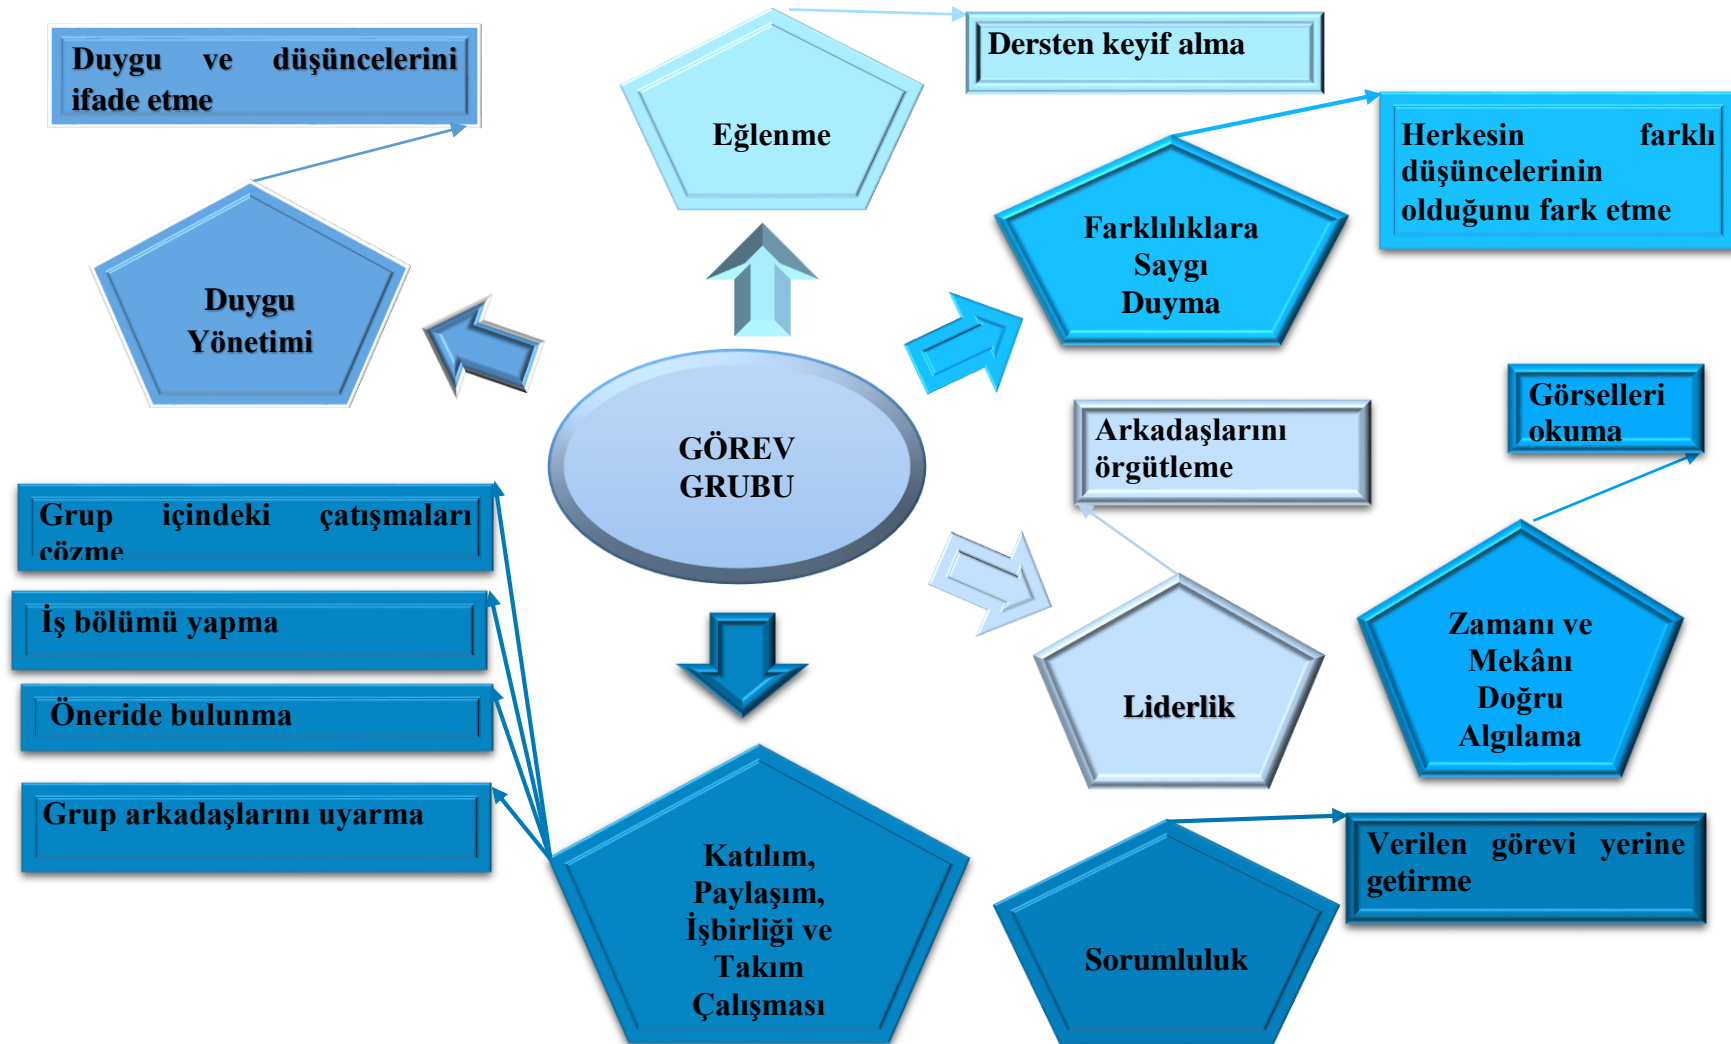 Duygu ve düşüncelerini
ifade etme
Eğlenme
Dersten keyif alma
Herkesin farklı
düşüncelerinin
olduğunu fark etme
Farklılıklara
Saygı
Duyma
Duygu
Yönetimi
GÖREV
GRUBU
Arkadaşlarını
örgütleme
Görselleri
okuma
Grup içindeki çatışmaları
çözme
İş bölümü yapma
Öneride bulunma
Grup arkadaşlarını uyarma
Liderlik
Zamanı ve
Mekânı
Doğru
Algılama
Katılım,
Paylaşım,
İşbirliği ve
Takım
Çalışması
Sorumluluk
Verilen görevi yerine
getirme